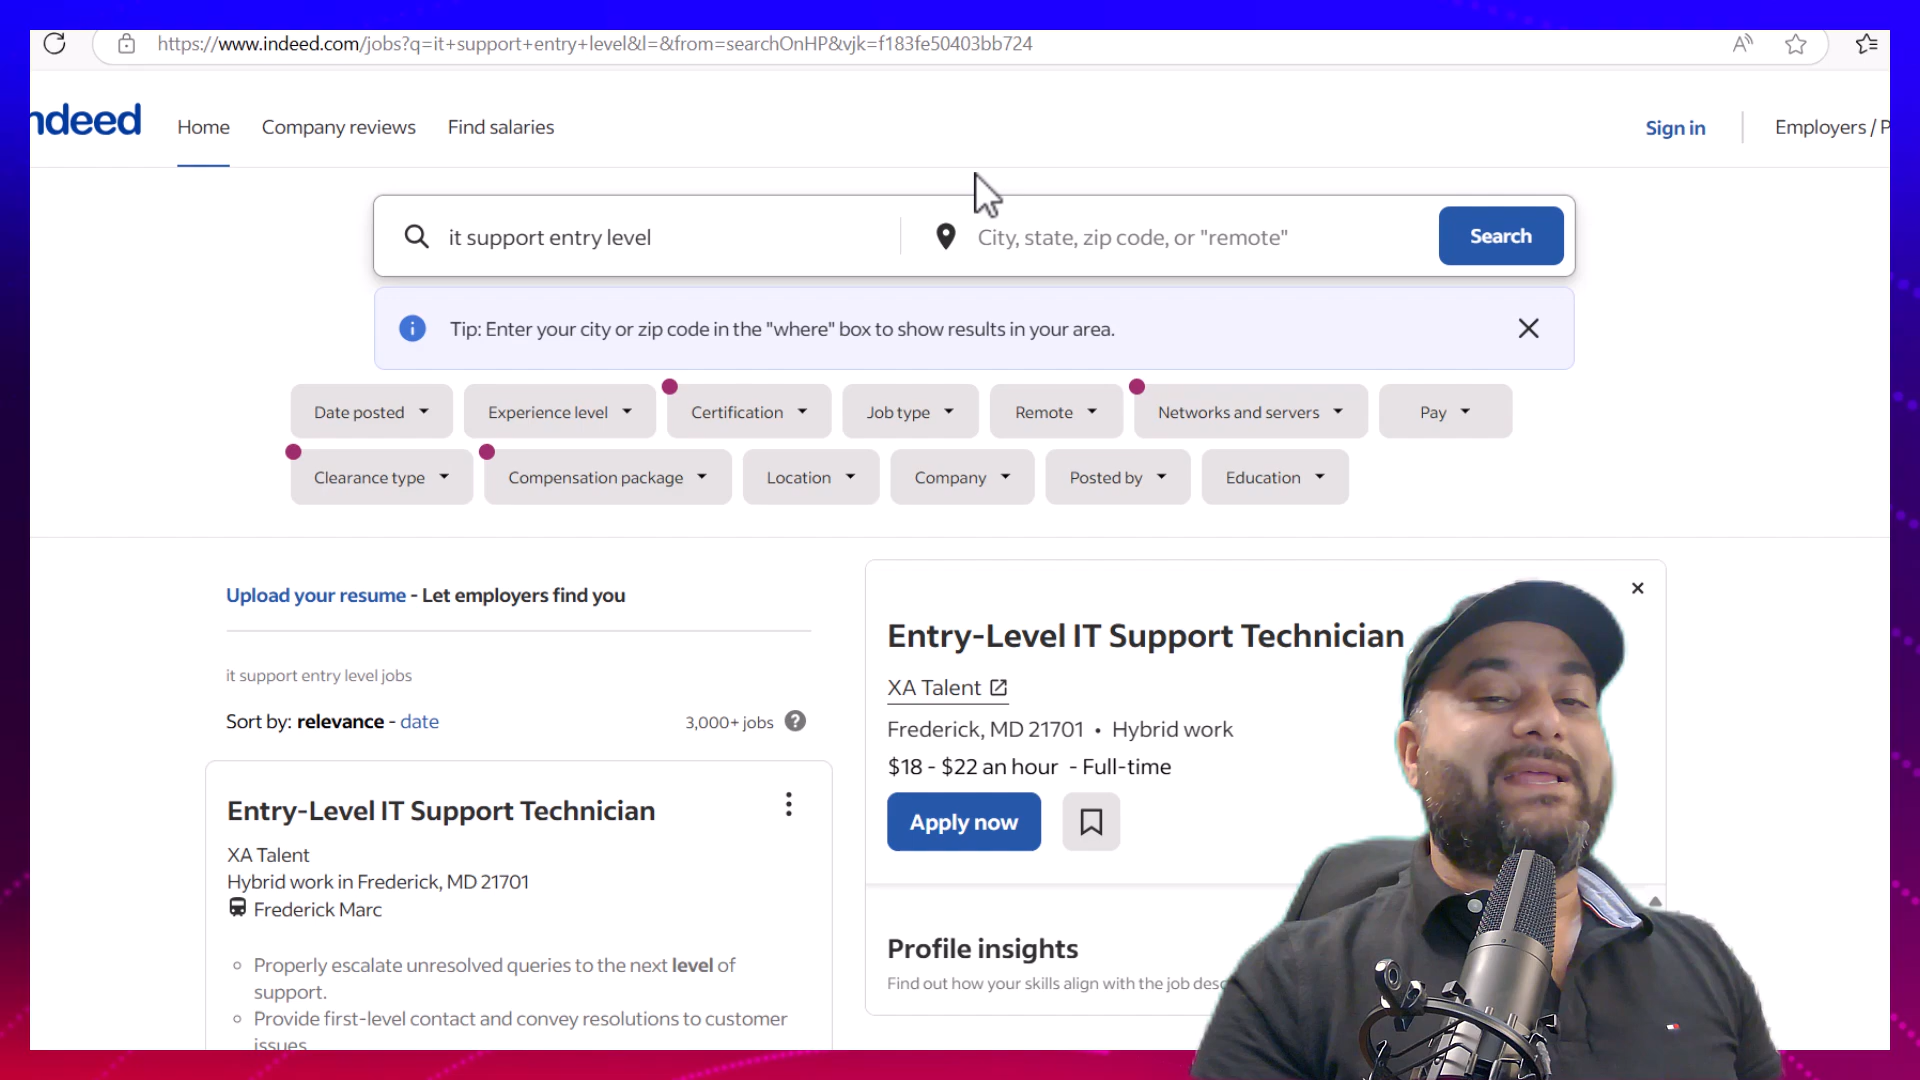 https://www.indeed.com/jobs?q=it+support+entry+level&l=&from=searchOnHP&vjk=f183fe50403bb724
ndeed
Home
Company reviews
Find salaries
Sign in
Employers / P
it support entry level
City, state, zip code, or "remote"
Search
Tip: Enter your city or zip code in the "where" box to show results in your area.
Date posted
Experience level
Certification
Job type
Remote
Networks and servers
Pay
Clearance type
Compensation package
Location
Company
Posted by
Education
Upload your resume - Let employers find you
it support entry level jobs
Sort by: relevance - date
3,000+ jobs
Entry-Level IT Support Technician
XA Talent
Hybrid work in Frederick, MD 21701
Frederick Marc
Properly escalate unresolved queries to the next level of
support.
Provide first-level contact and convey resolutions to customer
issues.
Entry-Level IT Support Technician
XA Talent
Frederick, MD 21701 • Hybrid work
$18 - $22 an hour - Full-time
Apply now
Profile insights
Find out how your skills align with the job desc